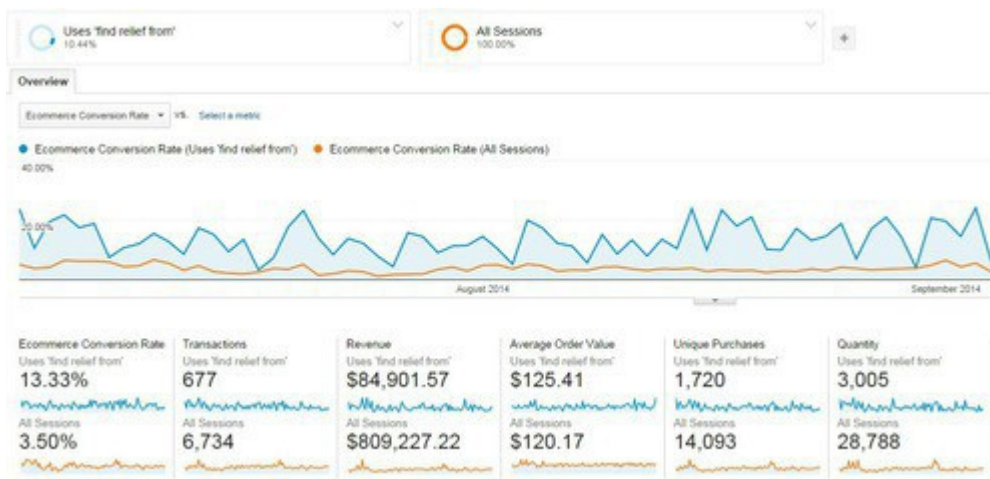 Uses 'find relief from'
10.44%
All Sessions
100.00%
+
Overview
Ecommerce Conversion Rate vs. Select a metric
Ecommerce Conversion Rate (Uses 'find relief from') Ecommerce Conversion Rate (All Sessions)
40.00%
20.00%
August 2014 September 2014
Ecommerce Conversion Rate
Uses 'find relief from'
13.33%
All Sessions
3.50%
Transactions
Uses 'find relief from'
677
All Sessions
6,734
Revenue
Uses 'find relief from'
$84,901.57
All Sessions
$809,227.22
Average Order Value
Uses 'find relief from'
$125.41
All Sessions
$120.17
Unique Purchases
Uses 'find relief from'
1,720
All Sessions
14,093
Quantity
Uses 'find relief from'
3,005
All Sessions
28,788